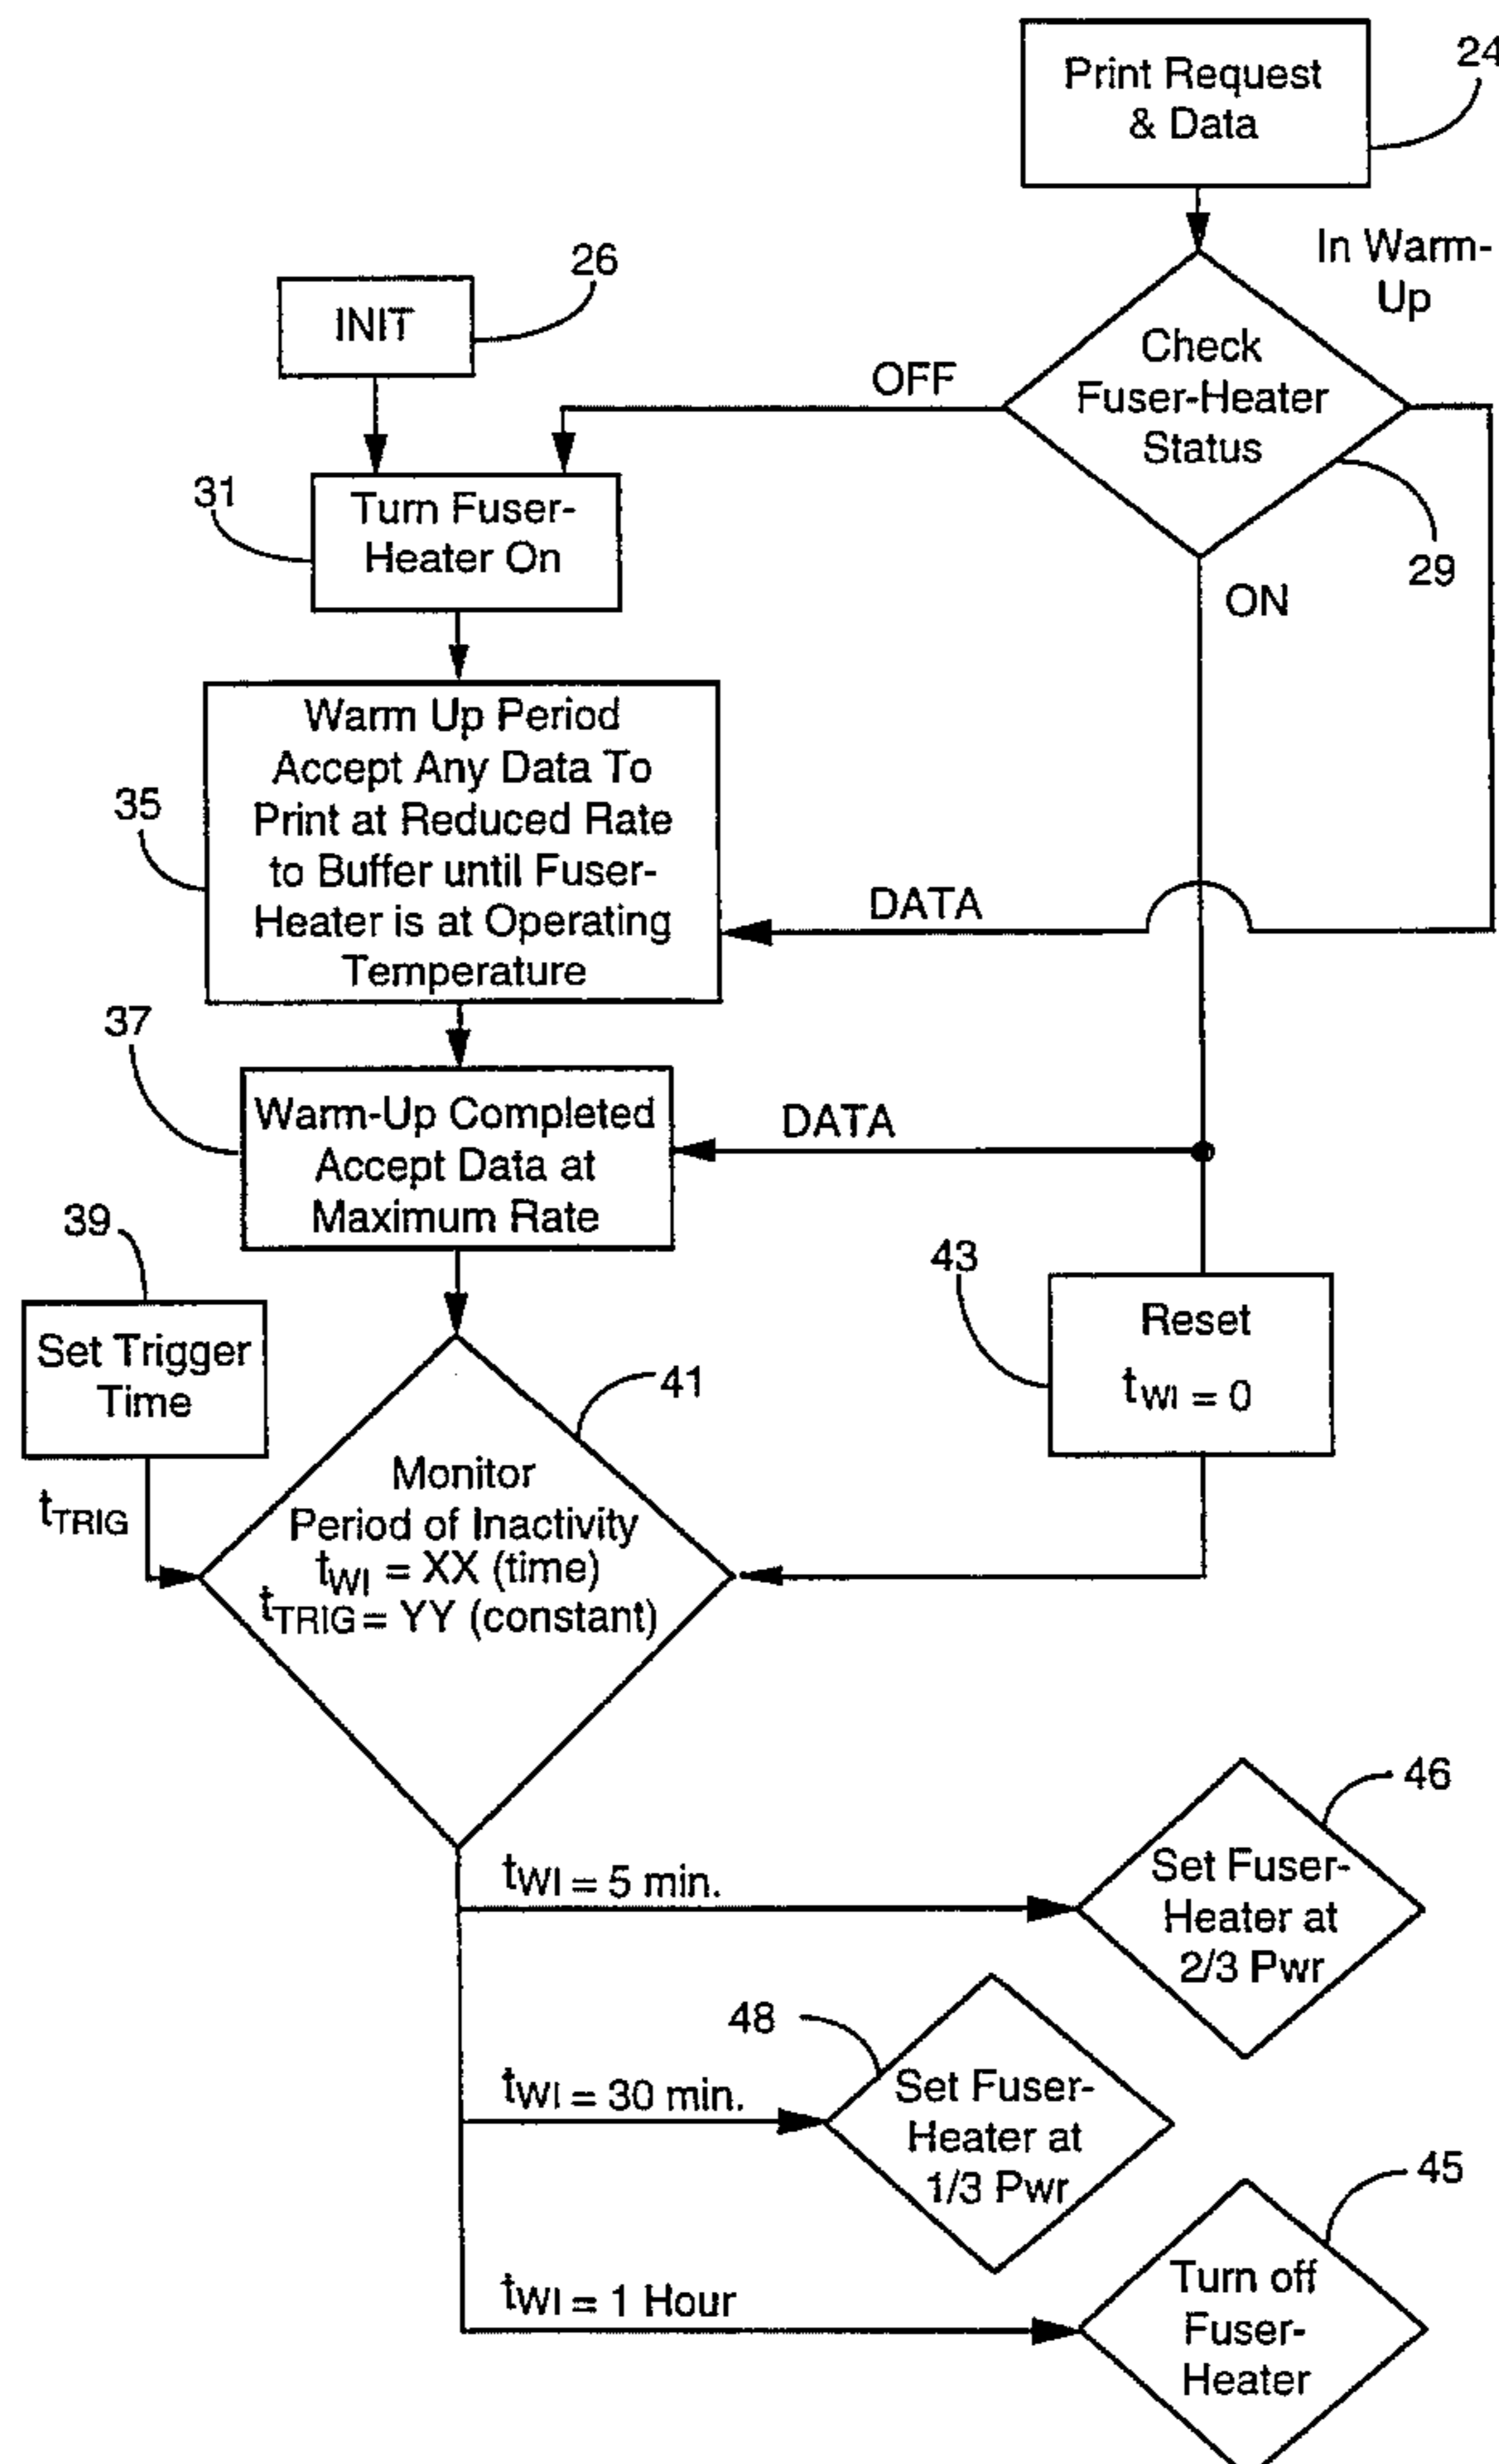 Print Request
& Data
24
In Warm-
Up
26
INIT
Check
Fuser-Heater
Status
OFF
31
Turn Fuser-
Heater On
29
ON
Warm Up Period
Accept Any Data To
Print at Reduced Rate
to Buffer until Fuser-
Heater is at Operating
Temperature
35
DATA
37
Warm-Up Completed
Accept Data at
Maximum Rate
DATA
39
Set Trigger
Time
43
Reset
tWI = 0
41
tTRIG
Monitor
Period of Inactivity
tWI = XX (time)
tTRIG = YY (constant)
46
tWI = 5 min.
Set Fuser-
Heater at
2/3 Pwr
48
tWI = 30 min.
Set Fuser-
Heater at
1/3 Pwr
45
tWI = 1 Hour
Turn off
Fuser-
Heater